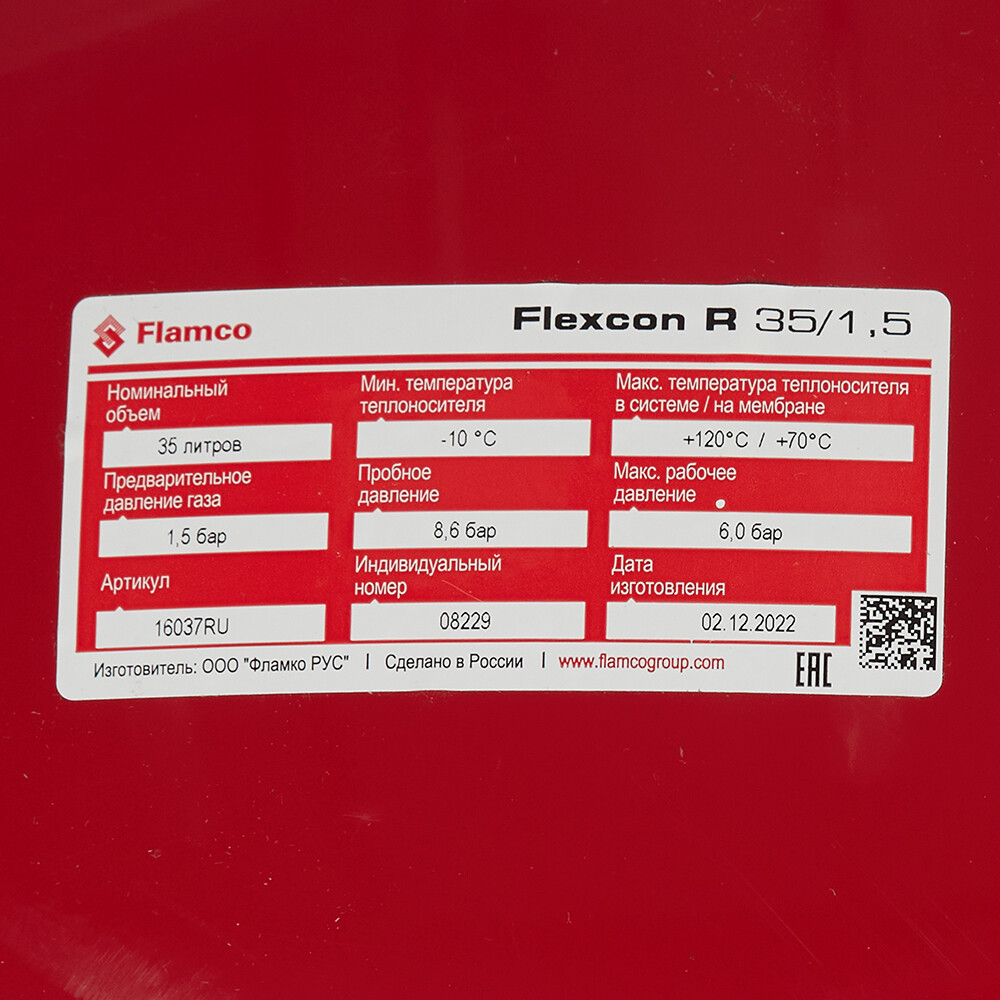 Flamco
Flexcon R 35/1,5
Номинальный
объем
35 литров
Мин. температура
теплоносителя
-10 °C
Макс. температура теплоносителя
в системе / на мембране
+120°C / +70°C
Предварительное
давление газа
1,5 бар
Пробное
давление
8,6 бар
Макс. рабочее
давление
6,0 бар
Артикул
16037RU
Индивидуальный
номер
08229
Дата
изготовления
02.12.2022
Изготовитель: ООО "Фламко РУС" | Сделано в России | www.flamcogroup.com
EAC